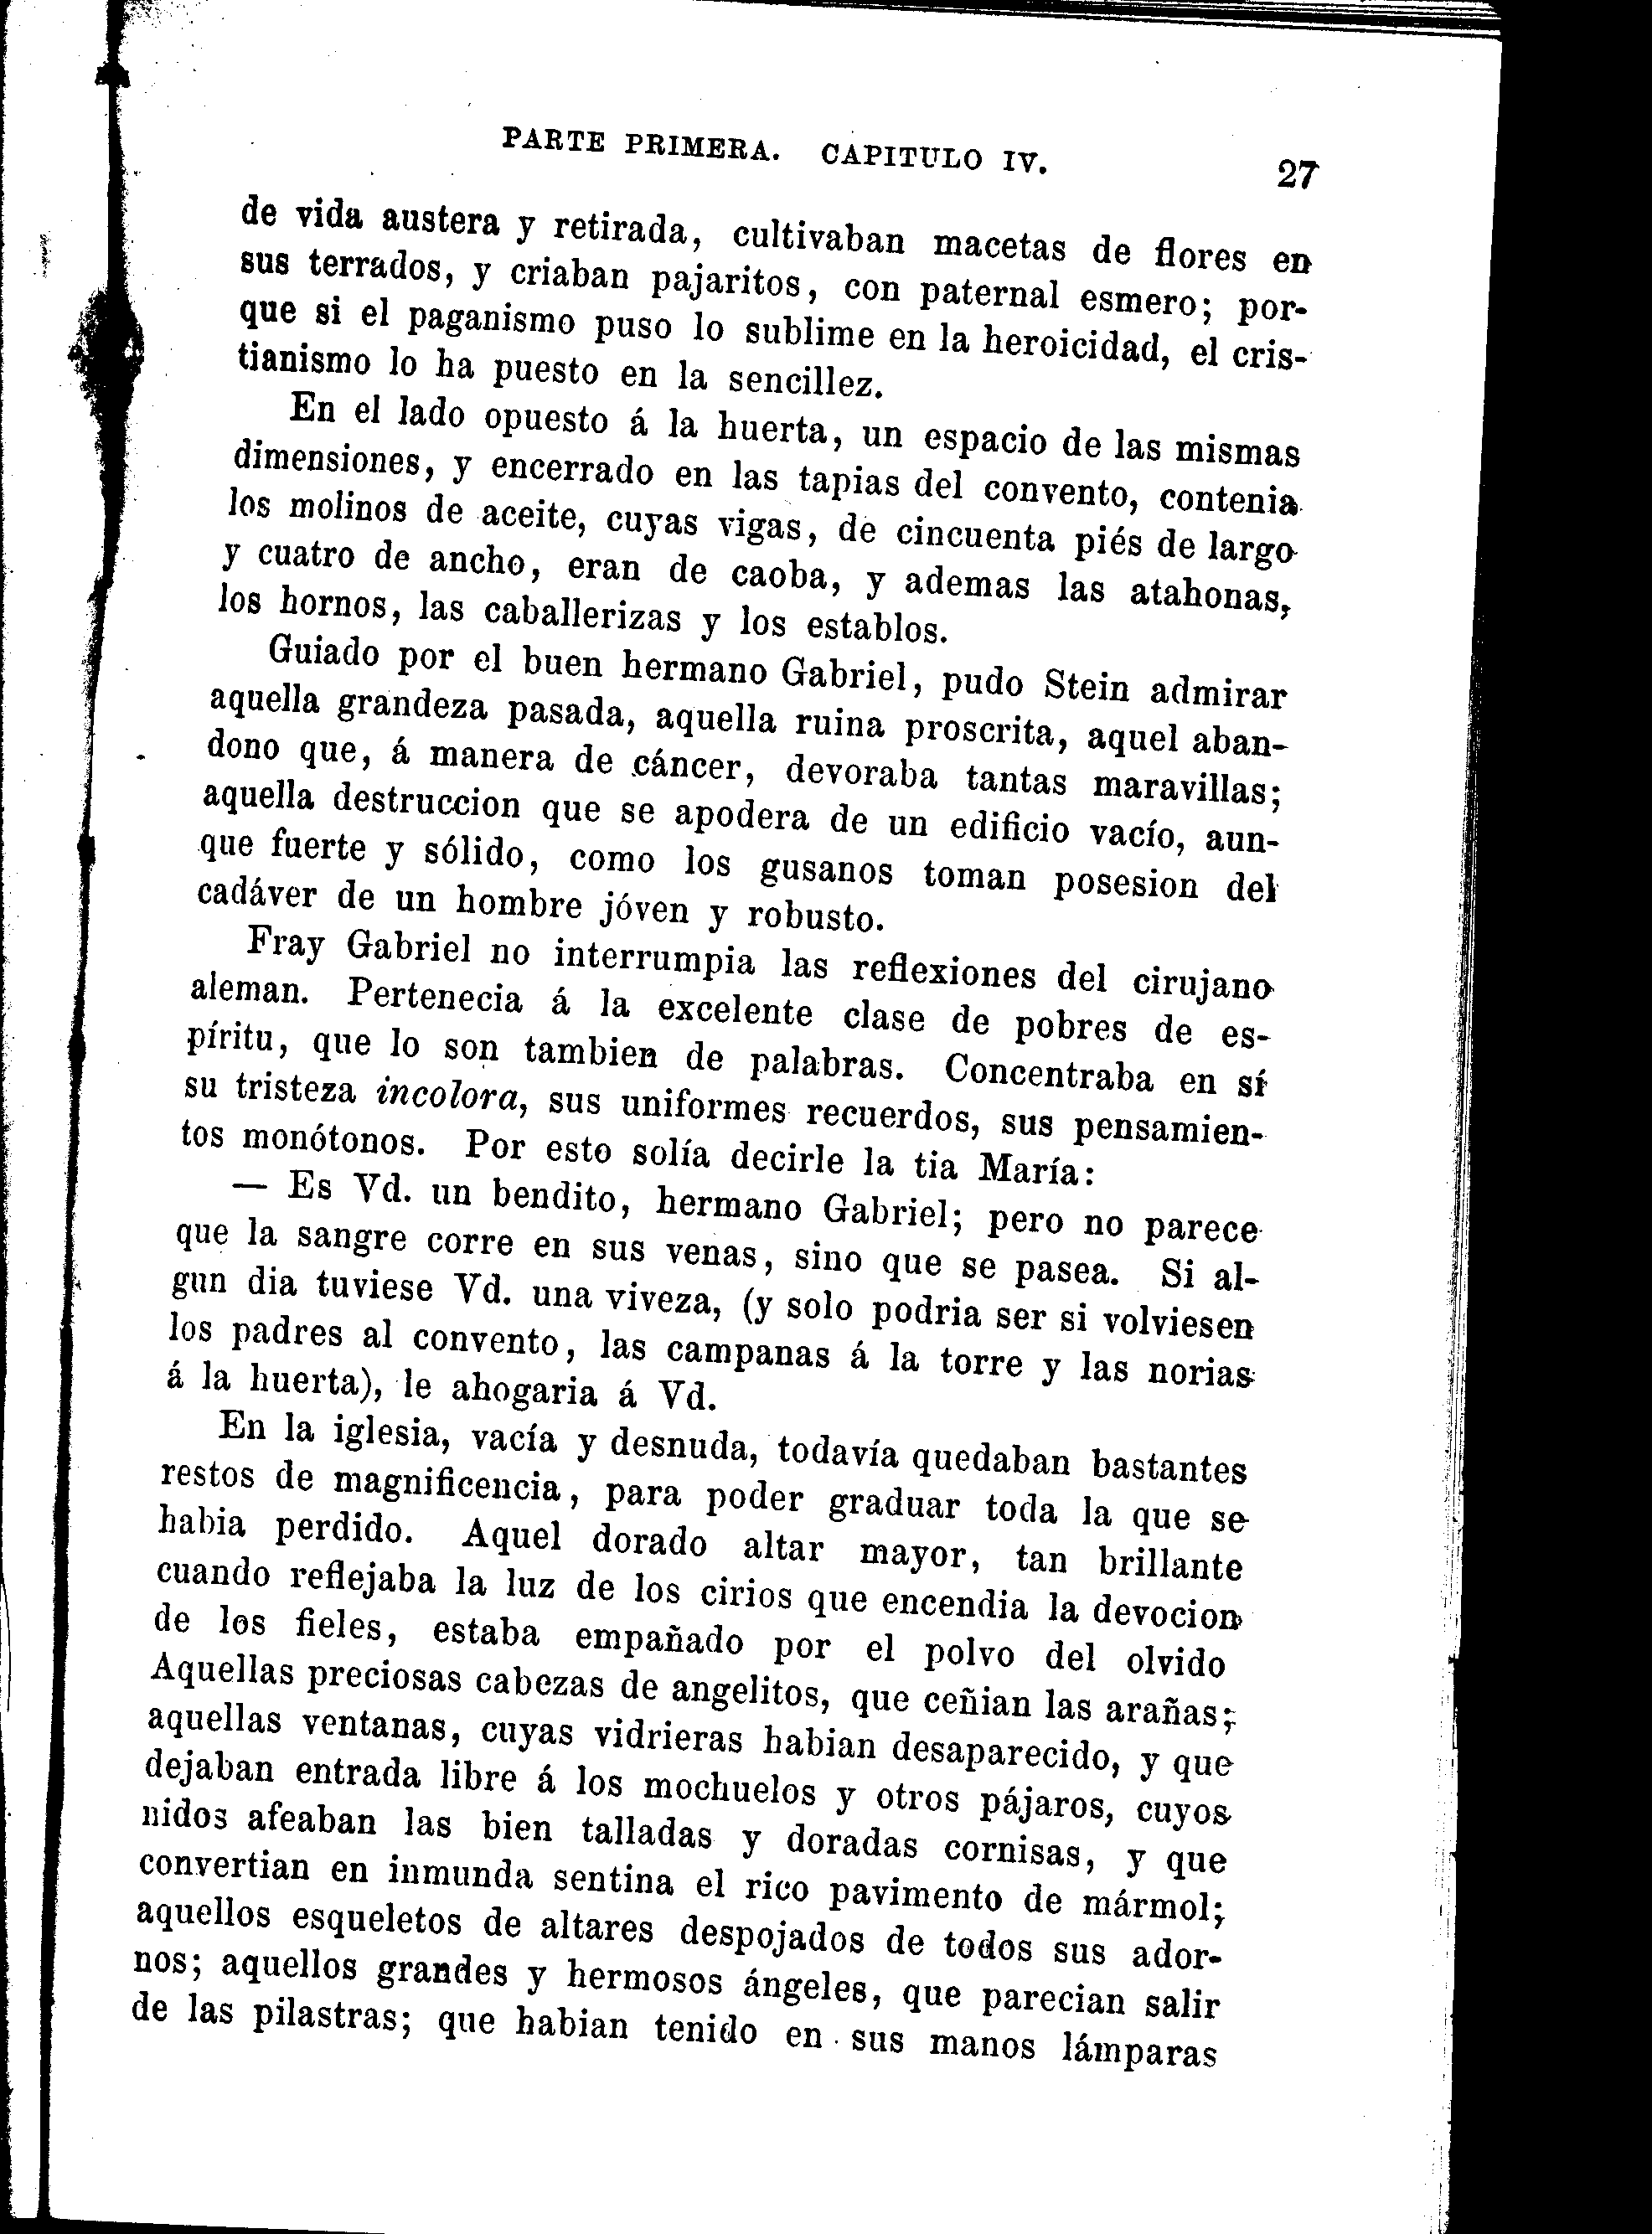 PARTE PRIMERA. CAPITULO IV. 27
de vida austera y retirada, cultivaban macetas de flores en
sus terrados, y criaban pajaritos, con paternal esmero; por-
que si el paganismo puso lo sublime en la heroicidad, el cris-
tianismo lo ha puesto en la sencillez.
En el lado opuesto á la huerta, un espacio de las mismas
dimensiones, y encerrado en las tapias del convento, contenia
los molinos de aceite, cuyas vigas, de cincuenta piés de largo
y cuatro de ancho, eran de caoba, y ademas las atahonas,
los hornos, las caballerizas y los establos.
Guiado por el buen hermano Gabriel, pudo Stein admirar
aquella grandeza pasada, aquella ruina proscrita, aquel aban-
dono que, á manera de cáncer, devoraba tantas maravillas;
aquella destruccion que se apodera de un edificio vacío, aun-
que fuerte y sólido, como los gusanos toman posesion del
cadáver de un hombre jóven y robusto.
Fray Gabriel no interrumpia las reflexiones del cirujano
aleman. Pertenecia á la excelente clase de pobres de es-
píritu, que lo son tambien de palabras. Concentraba en sí
su tristeza incolora, sus uniformes recuerdos, sus pensamien-
tos monótonos. Por esto solía decirle la tia María:
— Es Vd. un bendito, hermano Gabriel; pero no parece
que la sangre corre en sus venas, sino que se pasea. Si al-
gun dia tuviese Vd. una viveza, (y solo podria ser si volviesen
los padres al convento, las campanas á la torre y las norias
á la huerta), le ahogaria á Vd.
En la iglesia, vacía y desnuda, todavía quedaban bastantes
restos de magnificencia, para poder graduar toda la que se
habia perdido. Aquel dorado altar mayor, tan brillante
cuando reflejaba la luz de los cirios que encendia la devocion
de los fieles, estaba empañado por el polvo del olvido
Aquellas preciosas cabezas de angelitos, que ceñian las arañas;
aquellas ventanas, cuyas vidrieras habian desaparecido, y que
dejaban entrada libre á los mochuelos y otros pájaros, cuyos
nidos afeaban las bien talladas y doradas cornisas, y que
convertian en inmunda sentina el rico pavimento de mármol;
aquellos esqueletos de altares despojados de todos sus ador-
nos; aquellos grandes y hermosos ángeles, que parecian salir
de las pilastras; que habian tenido en sus manos lámparas